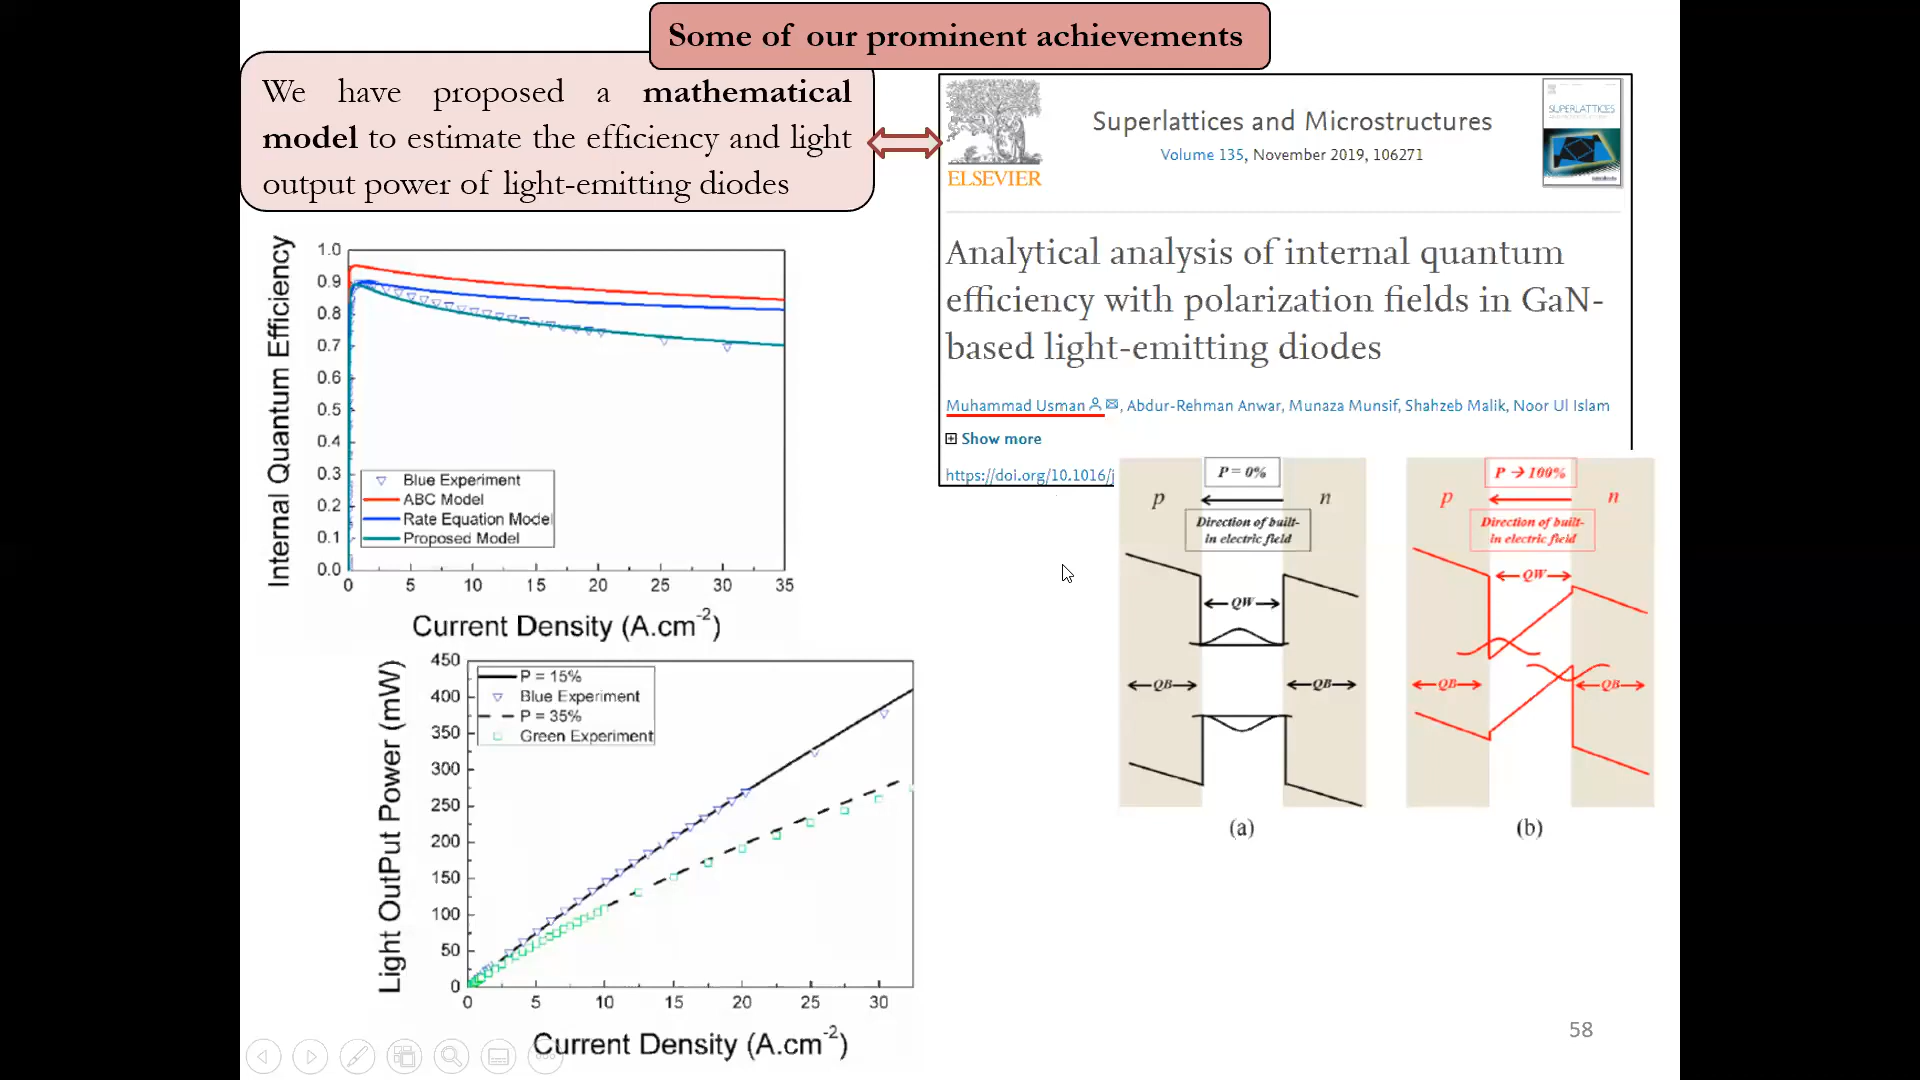 Some of our prominent achievements
We have proposed a mathematical
model to estimate the efficiency and light
output power of light-emitting diodes
ELSEVIER
Superlattices and Microstructures
Volume 135, November 2019, 106271
SUPERLATTICES
Analytical analysis of internal quantum
efficiency with polarization fields in GaN-
based light-emitting diodes
Muhammad Usman, Abdur-Rehman Anwar, Munaza Munsif, Shahzeb Malik, Noor Ul Islam
Show more
https://doi.org/10.1016/j
Internal Quantum Efficiency
1.0
0.9
0.8
0.7
0.6
0.5
0.4
0.3
0.2
0.1
0.0
Blue Experiment
ABC Model
Rate Equation Model
Proposed Model
0 5 10 15 20 25 30 35
Current Density (A.cm-2)
Light OutPut Power (mW)
450
400
350
300
250
200
150
100
50
0
P = 15%
Blue Experiment
P = 35%
Green Experiment
0 5 10 15 20 25 30
Current Density (A.cm-2)
P = 0%
p n
Direction of built-
in electric field
QW
QB QB
(a)
P → 100%
p n
Direction of built-
in electric field
QW
QB QB
(b)
58